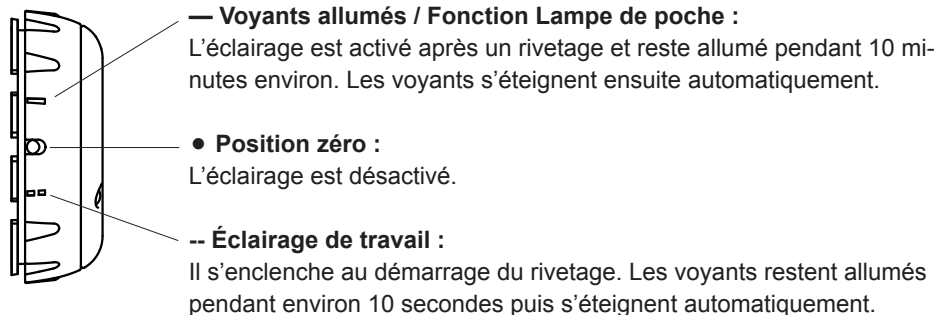 — Voyants allumés / Fonction Lampe de poche :
L’éclairage est activé après un rivetage et reste allumé pendant 10 mi-
nutes environ. Les voyants s’éteignent ensuite automatiquement.
● Position zéro :
L’éclairage est désactivé.
-- Éclairage de travail :
Il s’enclenche au démarrage du rivetage. Les voyants restent allumés
pendant environ 10 secondes puis s’éteignent automatiquement.